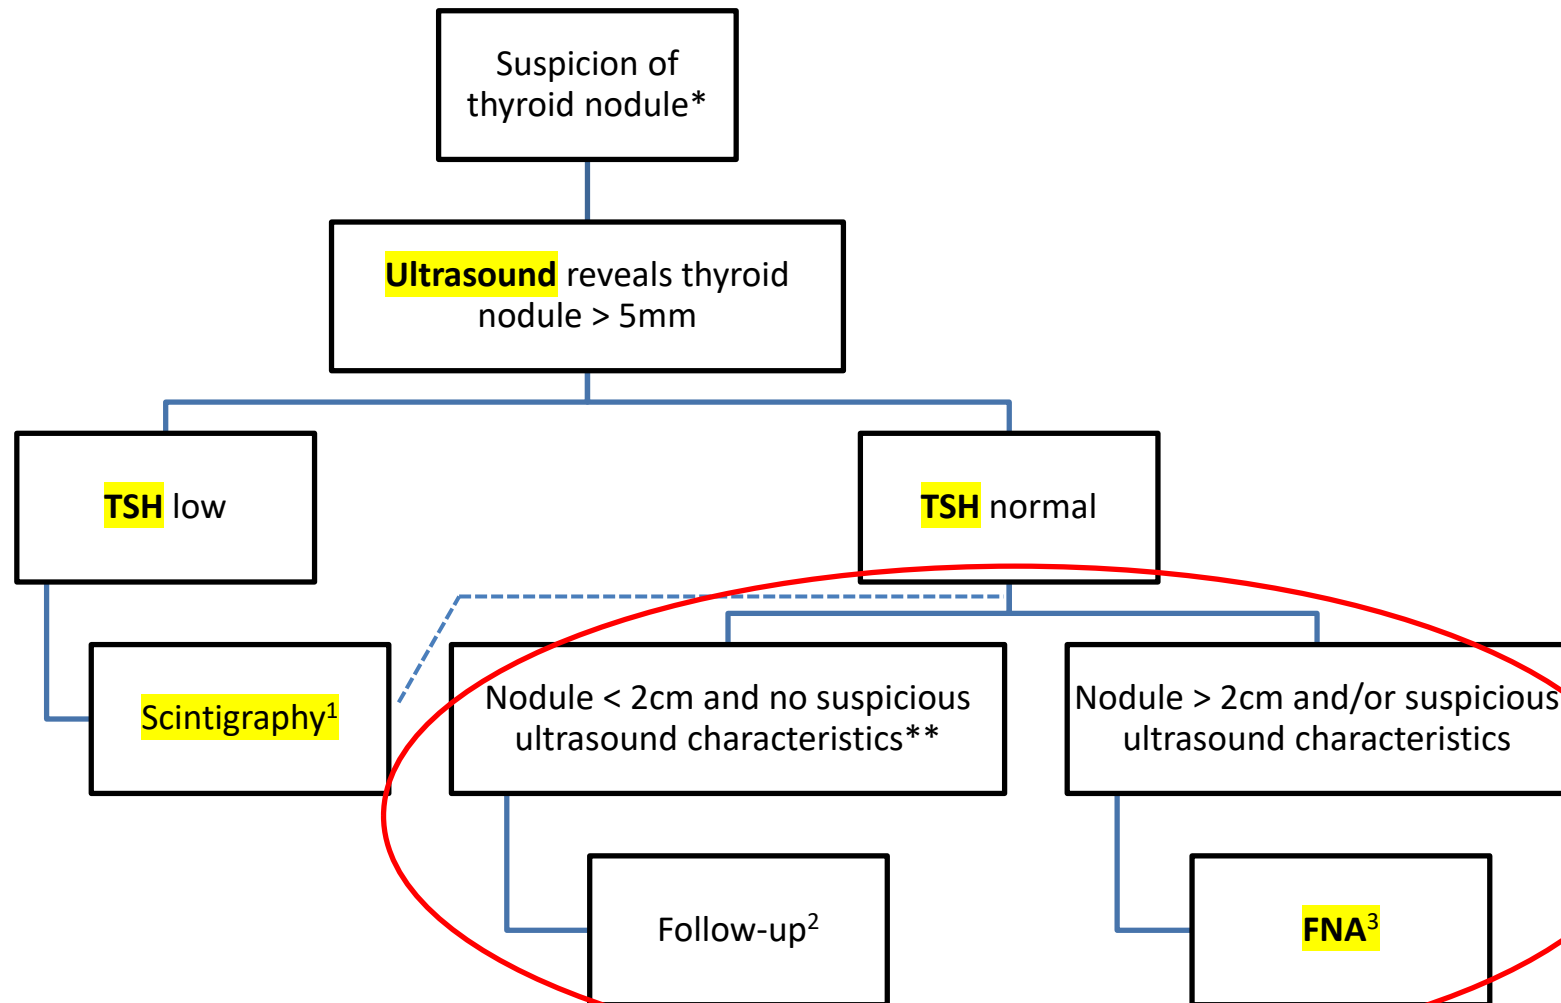 Suspicion of
thyroid nodule*
Ultrasound reveals thyroid
nodule > 5mm
TSH low
TSH normal
Scintigraphy¹
Nodule < 2cm and no suspicious
ultrasound characteristics**
Nodule > 2cm and/or suspicious
ultrasound characteristics
Follow-up²
FNA³